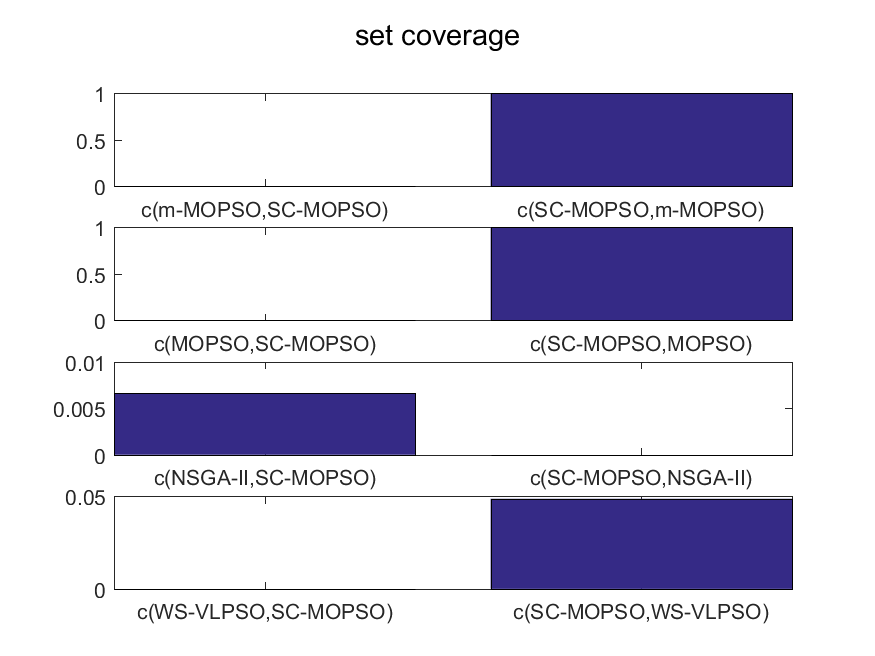 set coverage
1
0.5
0
c(m-MOPSO,SC-MOPSO) c(SC-MOPSO,m-MOPSO)
1
0.5
0
c(MOPSO,SC-MOPSO) c(SC-MOPSO,MOPSO)
0.01
0.005
0
c(NSGA-II,SC-MOPSO) c(SC-MOPSO,NSGA-II)
0.05
0
c(WS-VLPSO,SC-MOPSO) c(SC-MOPSO,WS-VLPSO)